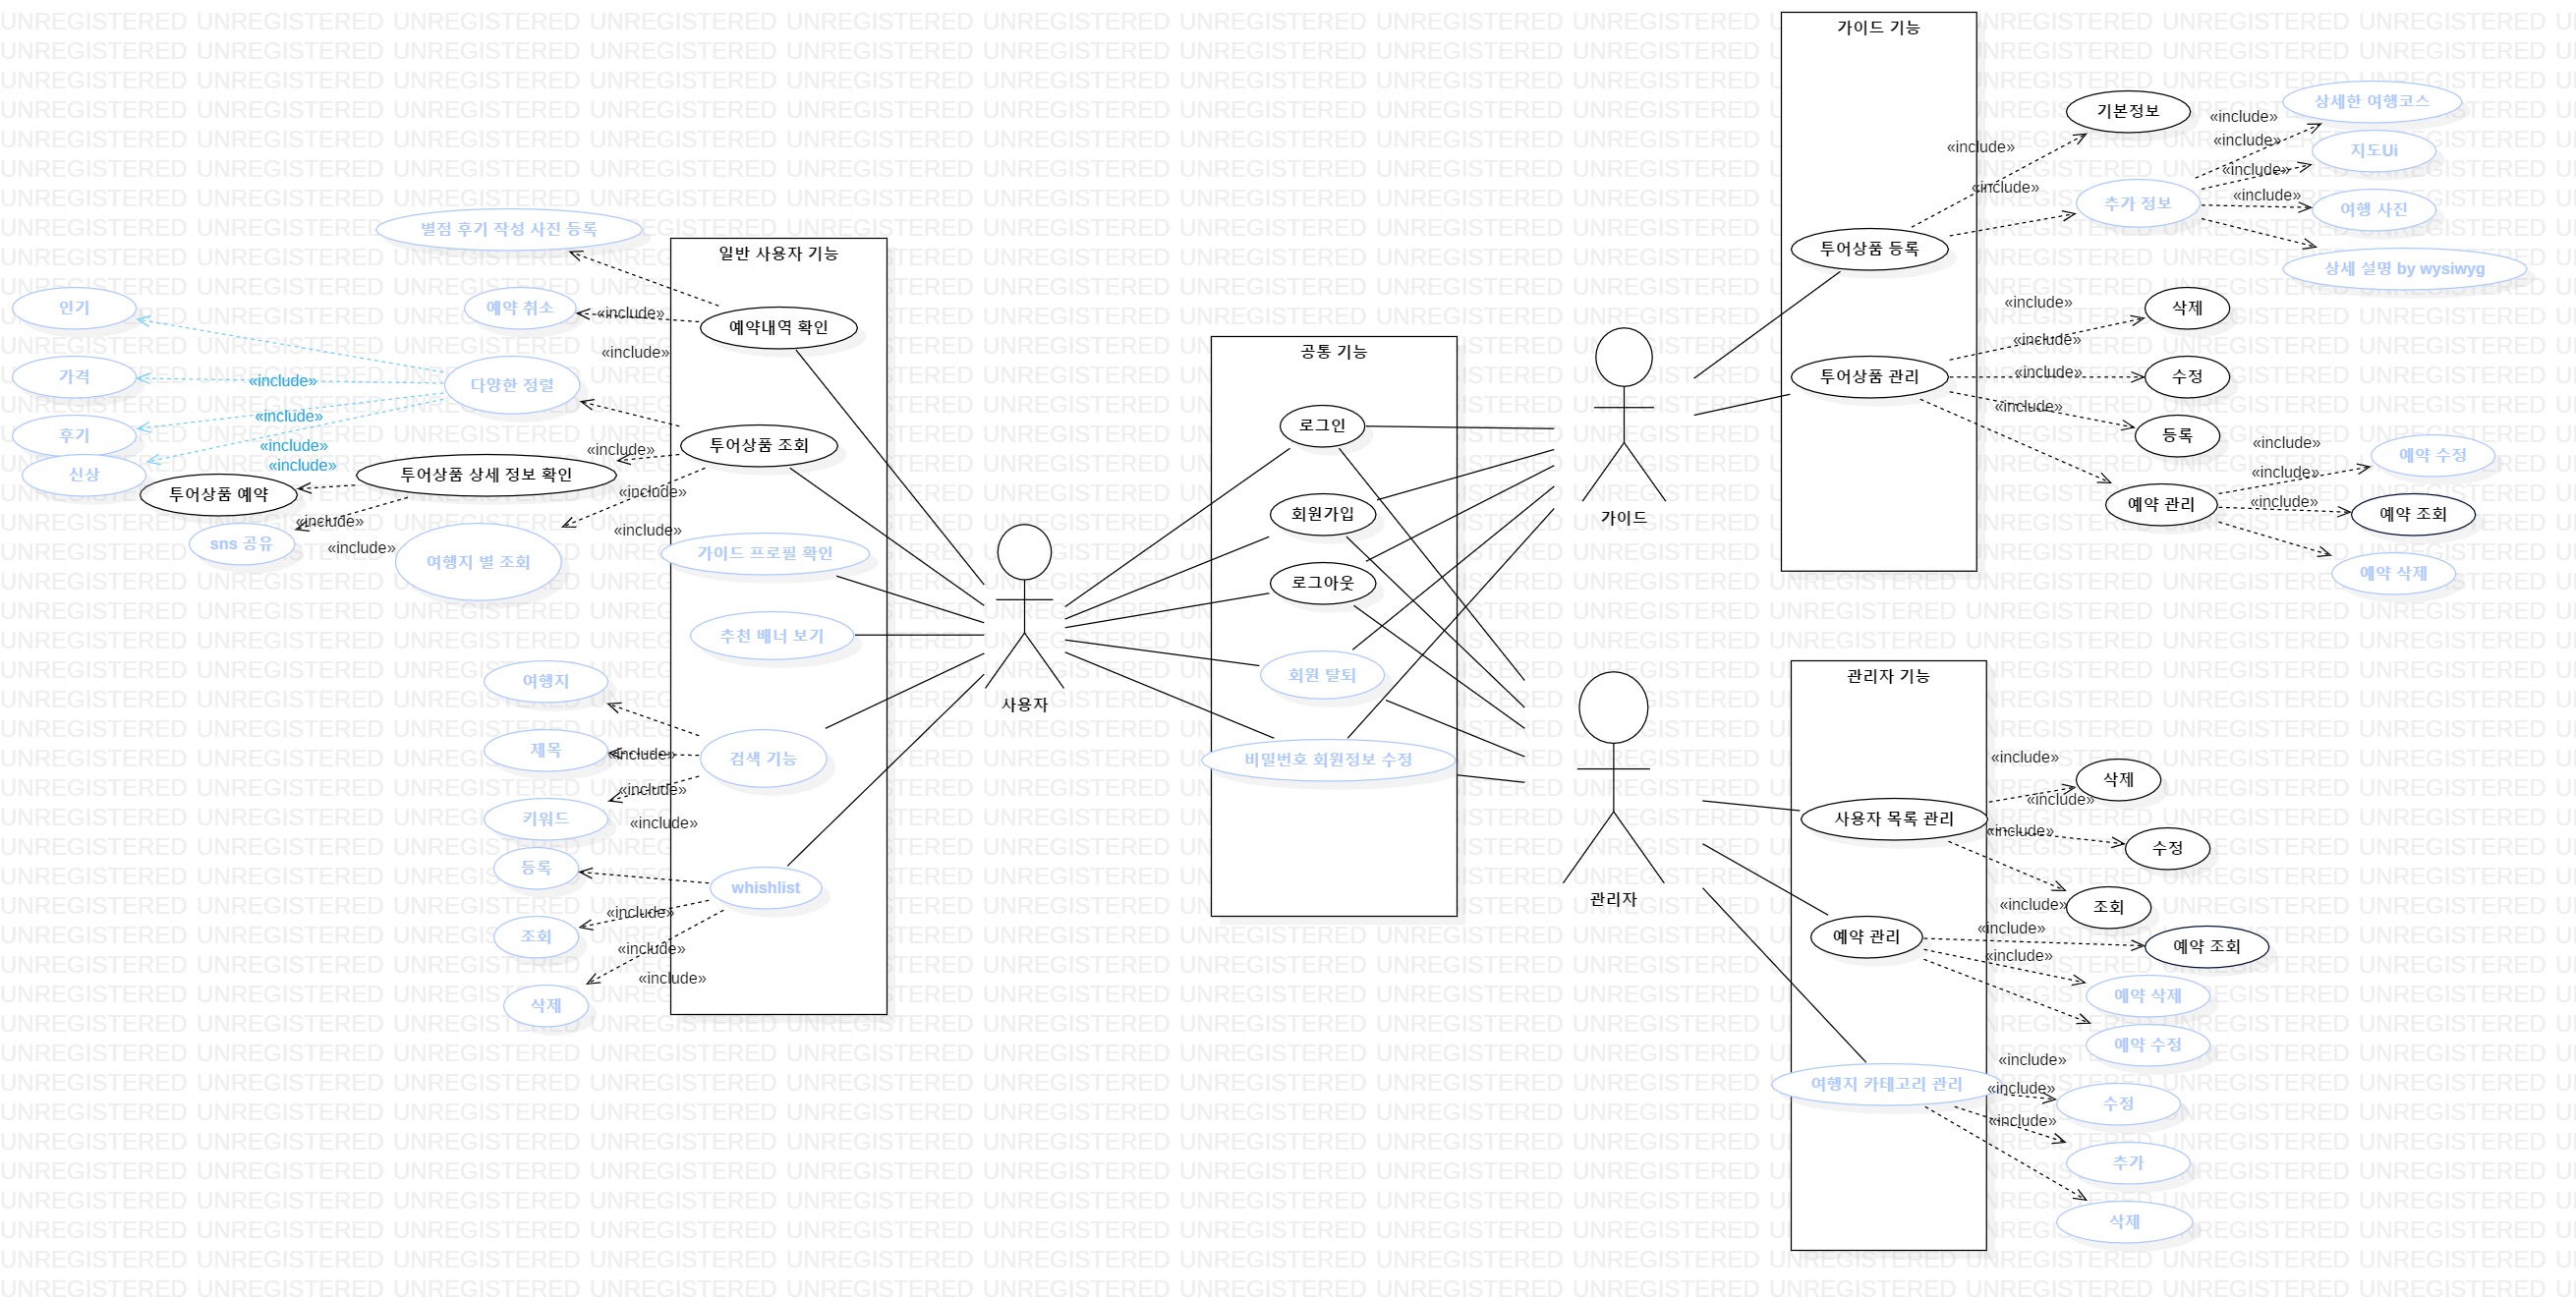 일반 사용자 기능
별점 후기 작성 사진 등록
예약내역 확인
«include»
예약 취소
«include»
인기
다양한 정렬
가격
«include»
후기
«include»
신상
«include»
«include»
투어상품 조회
«include»
투어상품 상세 정보 확인
투어상품 예약
«include»
«include»
sns 공유
«include»
여행지 별 조회
«include»
가이드 프로필 확인
추천 배너 보기
여행지
검색 기능
제목
«include»
키워드
«include»
«include»
등록
whishlist
조회
«include»
«include»
«include»
삭제
사용자
공통 기능
로그인
회원가입
로그아웃
회원 탈퇴
비밀번호 회원정보 수정
가이드
관리자
가이드 기능
기본정보
«include»
«include»
투어상품 등록
추가 정보
«include»
«include»
«include»
«include»
상세한 여행코스
지도Ui
여행 사진
상세 설명 by wysiwyg
투어상품 관리
«include»
«include»
«include»
«include»
삭제
수정
등록
예약 관리
«include»
«include»
«include»
예약 수정
예약 조회
예약 삭제
관리자 기능
사용자 목록 관리
«include»
«include»
«include»
삭제
수정
조회
예약 관리
«include»
«include»
«include»
예약 조회
예약 삭제
예약 수정
여행지 카테고리 관리
«include»
«include»
«include»
수정
추가
삭제